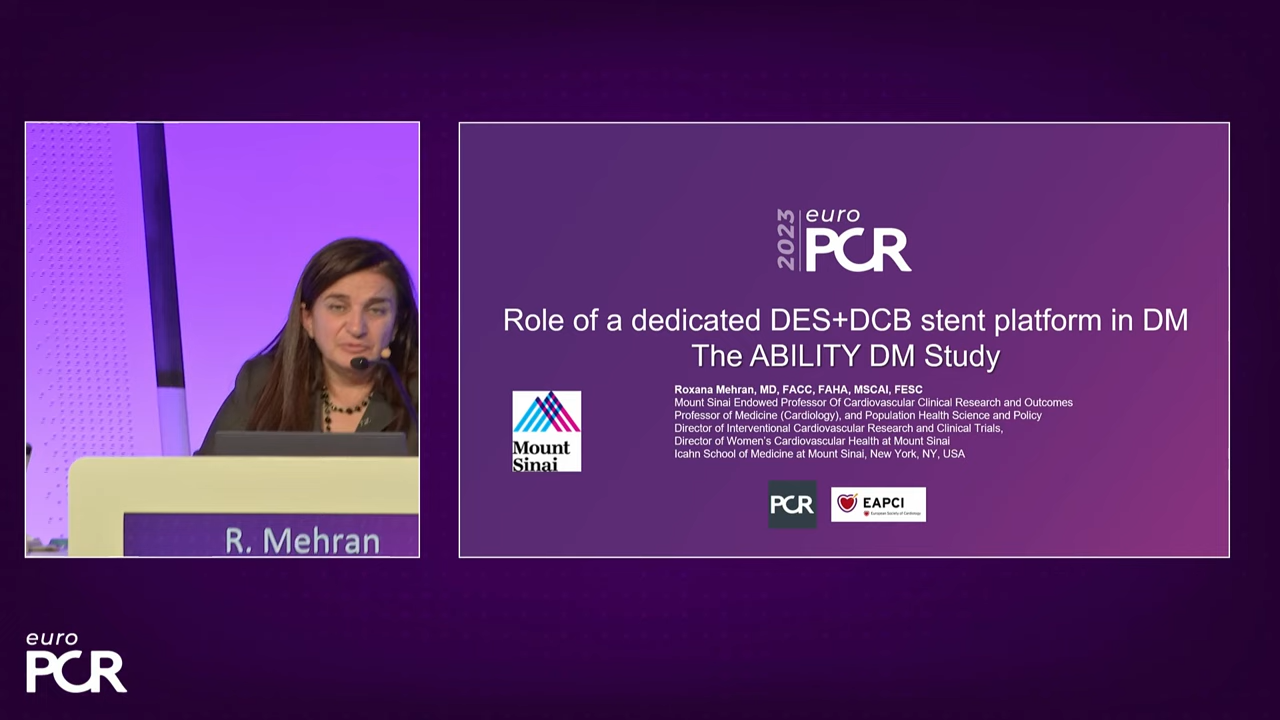 R. Mehran
2023
euro
PCR
Role of a dedicated DES+DCB stent platform in DM
The ABILITY DM Study
Roxana Mehran, MD, FACC, FAHA, MSCAI, FESC
Mount Sinai Endowed Professor Of Cardiovascular Clinical Research and Outcomes
Professor of Medicine (Cardiology), and Population Health Science and Policy
Director of Interventional Cardiovascular Research and Clinical Trials,
Director of Women's Cardiovascular Health at Mount Sinai
Icahn School of Medicine at Mount Sinai, New York, NY, USA
Mount
Sinai
PCR
EAPCI
European Society of Cardiology
euro
PCR